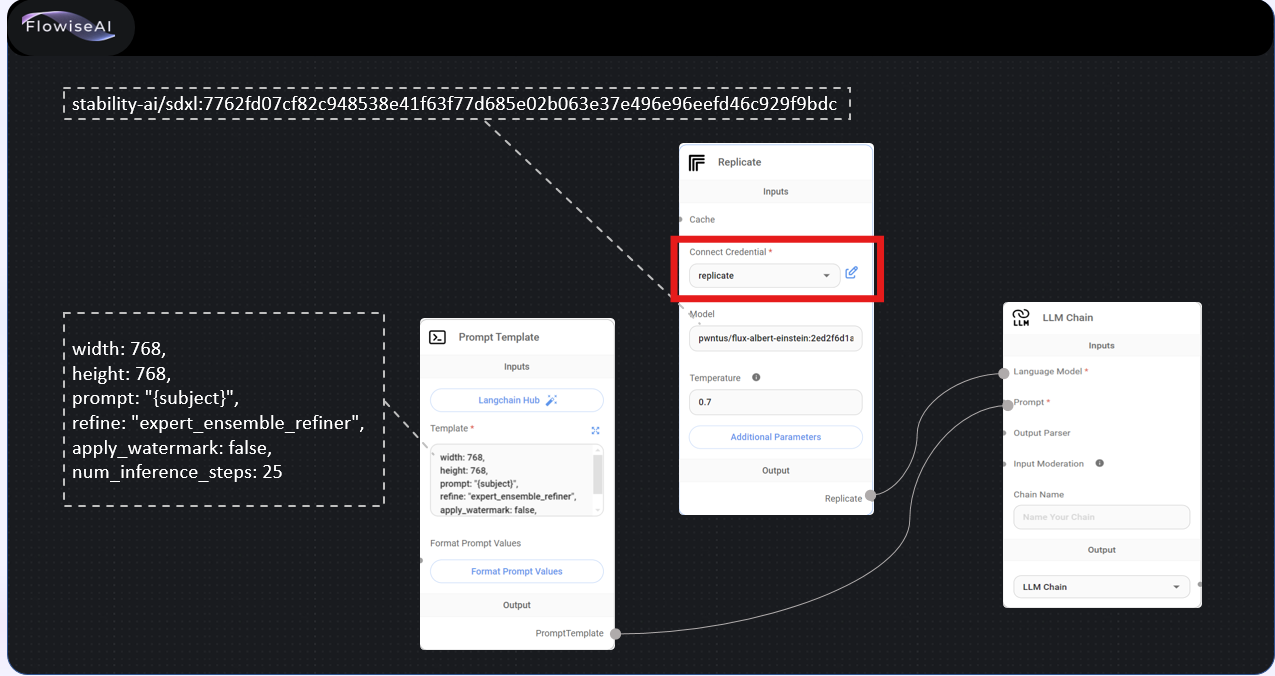 FlowiseAI
stability-ai/sdxl:7762fd07cf82c948538e41f63f77d685e02b063e37e496e96eefd46c929f9bdc
width: 768,
height: 768,
prompt: "{subject}",
refine: "expert_ensemble_refiner",
apply_watermark: false,
num_inference_steps: 25
Prompt Template
Inputs
Langchain Hub
Template *
width: 768,
height: 768,
prompt: "{subject}",
refine: "expert_ensemble_refiner",
apply_watermark: false,
Format Prompt Values
Format Prompt Values
Output
PromptTemplate
Replicate
Inputs
Cache
Connect Credential *
replicate
Model
pwntus/flux-albert-einstein:2ed2f6d1a
Temperature
0.7
Additional Parameters
Output
Replicate
LLM
LLM Chain
Inputs
Language Model *
Prompt *
Output Parser
Input Moderation
Chain Name
Name Your Chain
Output
LLM Chain